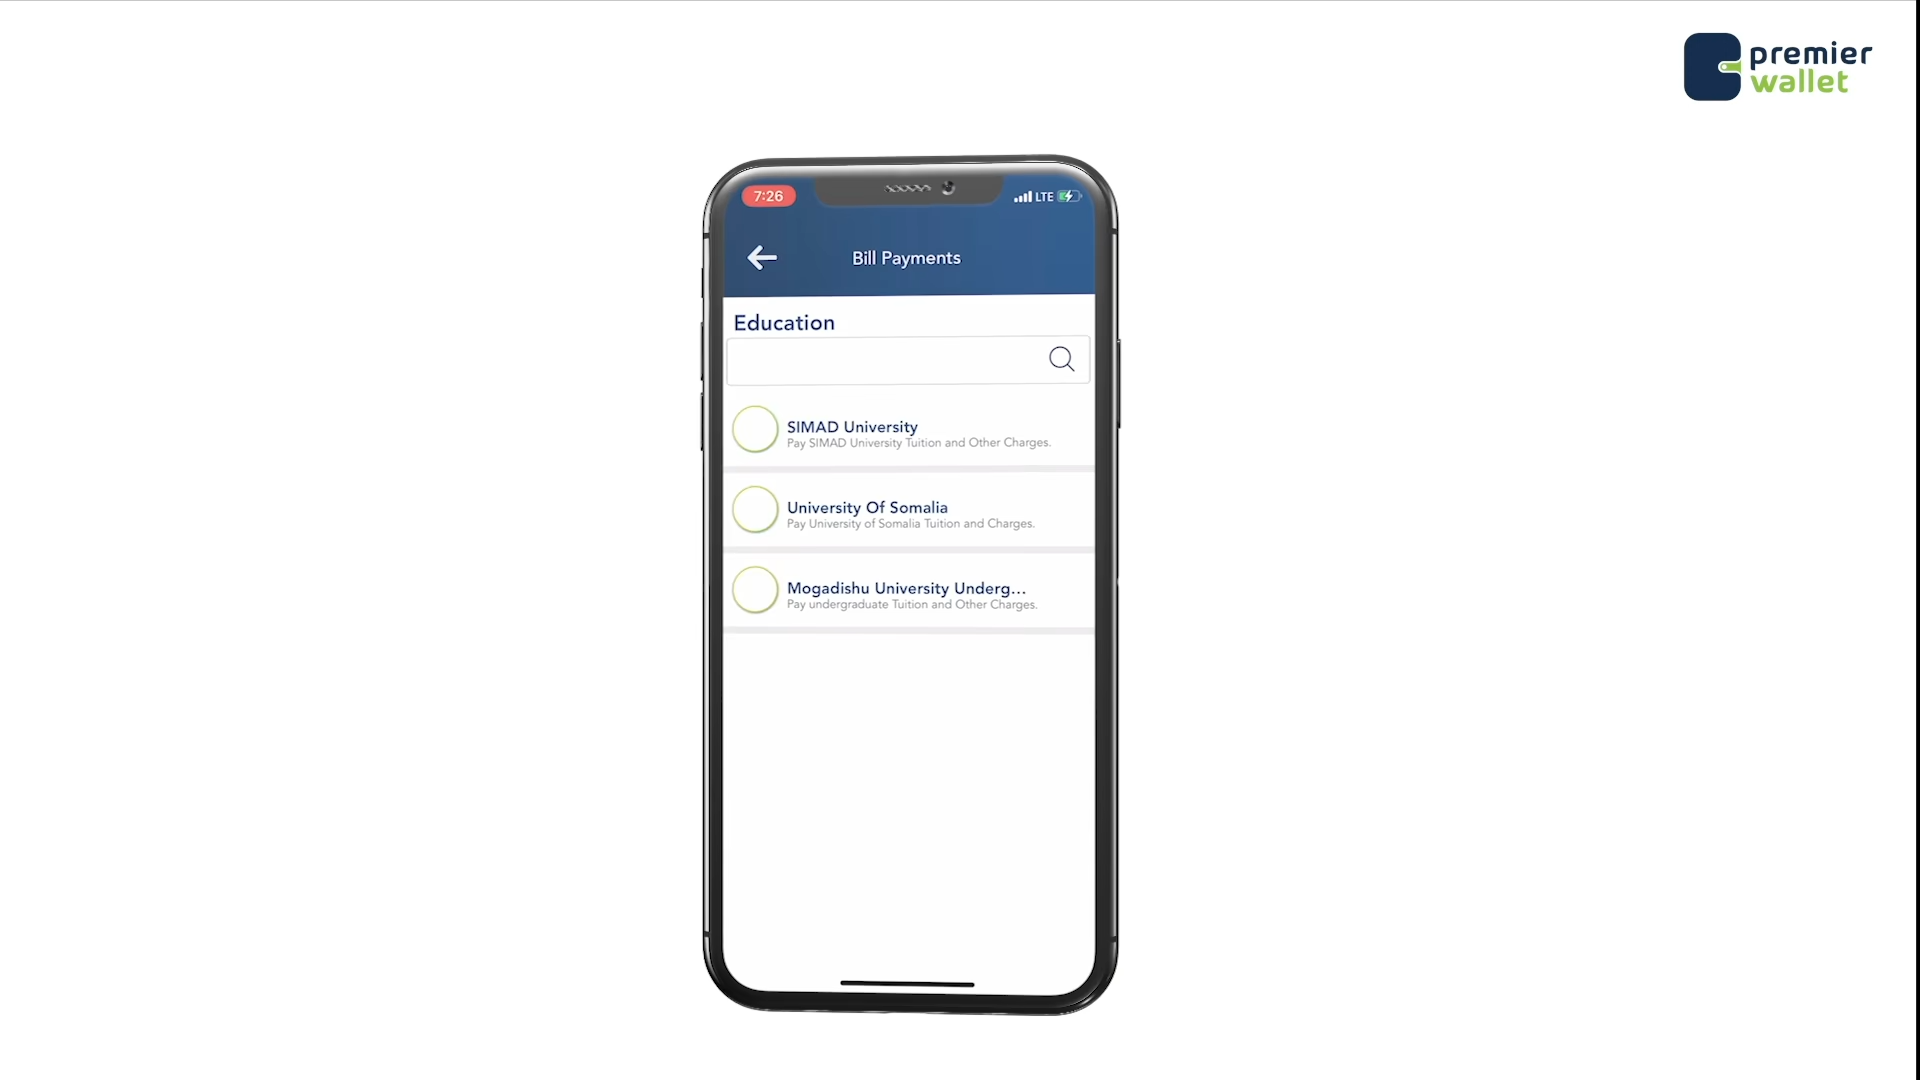 premier
wallet
7:26
LTE
Bill Payments
Education
SIMAD University
Pay SIMAD University Tuition and Other Charges.
University Of Somalia
Pay University of Somalia Tuition and Charges.
Mogadishu University Underg...
Pay undergraduate Tuition and Other Charges.